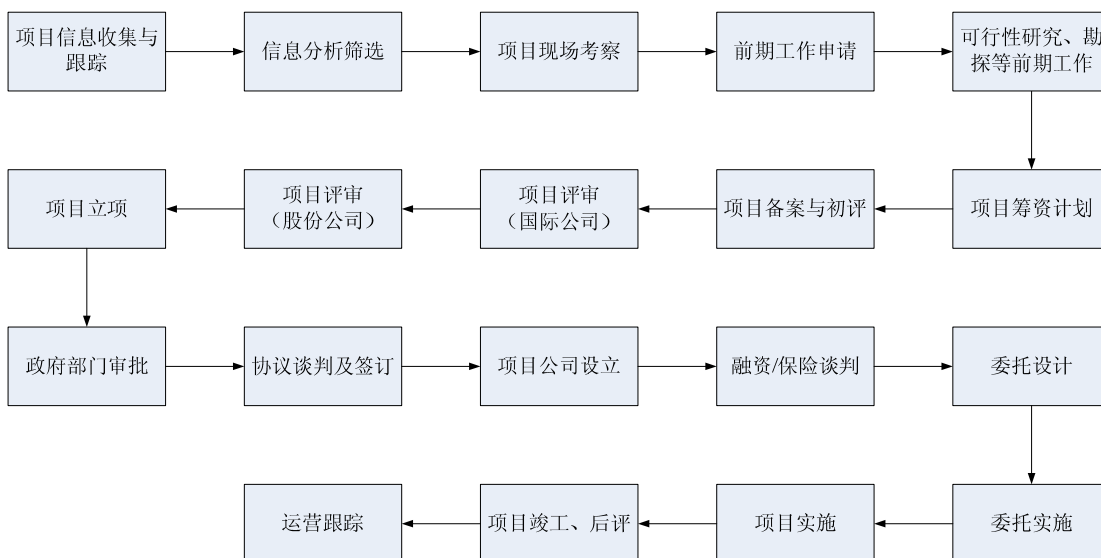 项目信息收集与
跟踪
信息分析筛选
项目现场考察
前期工作申请
可行性研究、勘
探等前期工作
项目筹资计划
项目备案与初评
项目评审
（国际公司）
项目评审
（股份公司）
项目立项
政府部门审批
协议谈判及签订
项目公司设立
融资/保险谈判
委托设计
委托实施
项目实施
项目竣工、后评
运营跟踪